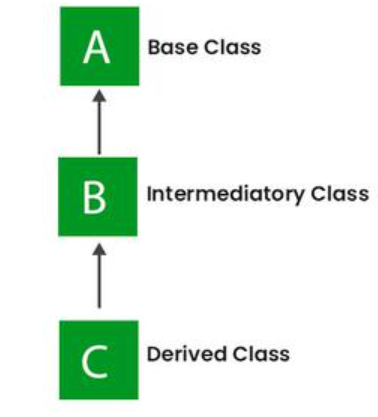 A Base Class
B Intermediatory Class
C Derived Class